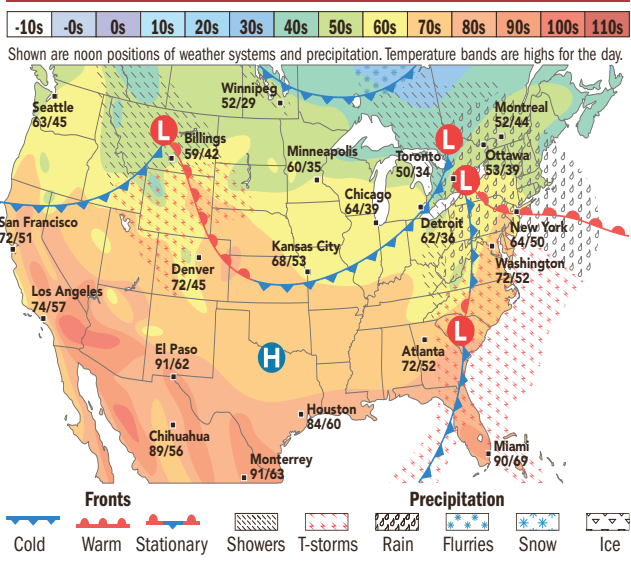 -10s -0s 0s 10s 20s 30s 40s 50s 60s 70s 80s 90s 100s 110s
Shown are noon positions of weather systems and precipitation. Temperature bands are highs for the day.
Seattle
63/45
Winnipeg
52/29
Montreal
52/44
L
Billings
59/42
Minneapolis
60/35
L
Toronto
50/34
Ottawa
53/39
L
Chicago
64/39
San Francisco
72/51
Detroit
62/36
New York
64/50
Kansas City
68/53
Washington
72/52
Denver
72/45
Los Angeles
74/57
L
El Paso
91/62
H
Atlanta
72/52
Houston
84/60
Chihuahua
89/56
Miami
90/69
Monterrey
91/63
Fronts
Precipitation
Cold Warm Stationary Showers T-storms Rain Flurries Snow Ice